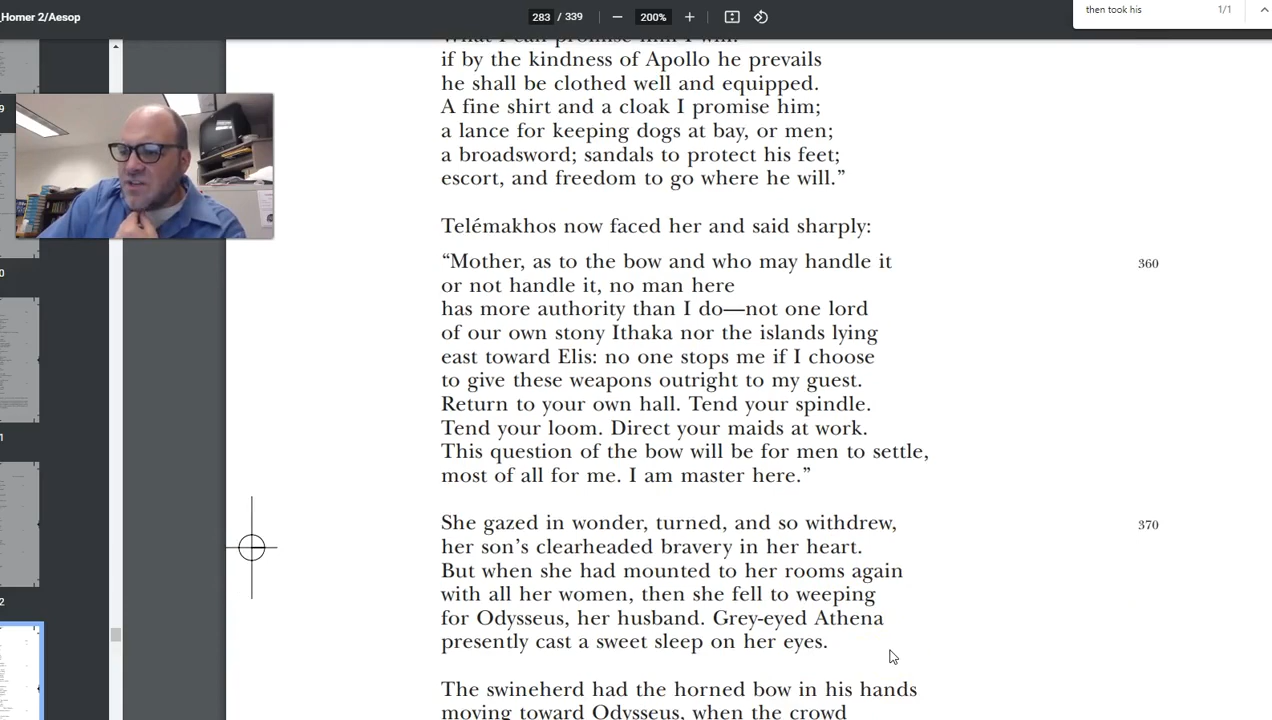 _Homer 2/Aesop
283 / 339
200%
then took his
1/1
What I can promise him I will:
if by the kindness of Apollo he prevails
he shall be clothed well and equipped.
A fine shirt and a cloak I promise him;
a lance for keeping dogs at bay, or men;
a broadsword; sandals to protect his feet;
escort, and freedom to go where he will.”
Telémakhos now faced her and said sharply:
“Mother, as to the bow and who may handle it
360
or not handle it, no man here
has more authority than I do—not one lord
of our own stony Ithaka nor the islands lying
east toward Elis: no one stops me if I choose
to give these weapons outright to my guest.
Return to your own hall. Tend your spindle.
Tend your loom. Direct your maids at work.
This question of the bow will be for men to settle,
most of all for me. I am master here.”
She gazed in wonder, turned, and so withdrew,
370
her son’s clearheaded bravery in her heart.
But when she had mounted to her rooms again
with all her women, then she fell to weeping
for Odysseus, her husband. Grey-eyed Athena
presently cast a sweet sleep on her eyes.
The swineherd had the horned bow in his hands
moving toward Odysseus, when the crowd
9
0
1
2